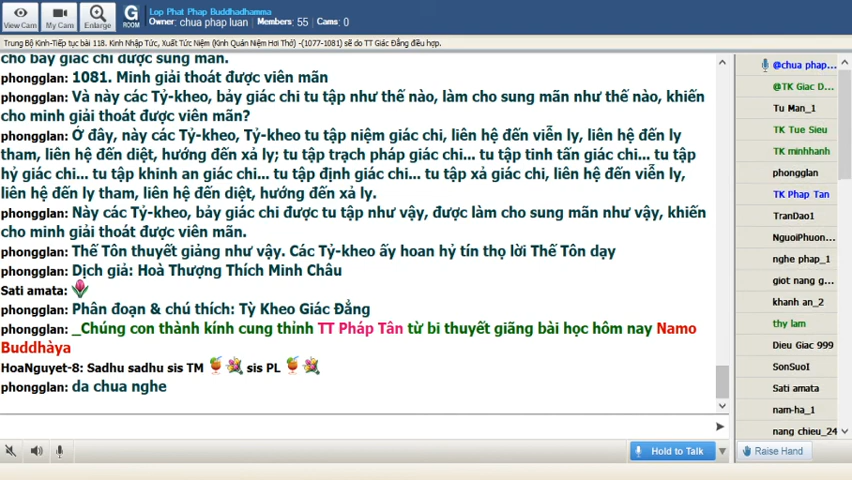 Lop Phat Phap Buddhadhamma
Owner: chua phap luan Members: 55 Cams: 0
View Cam
My Cam
Enlarge
G
ROOM
Trung Bộ Kinh-Tiếp tục bài 118. Kinh Nhập Tức, Xuất Tức Niệm (Kinh Quán Niệm Hơi Thở) -(1077-1081) sẽ do TT Giác Đẳng điều hợp.
cho bảy giác chi được sung mãn.
phongglan: 1081. Minh giải thoát được viên mãn
phongglan: Và này các Tỷ-kheo, bảy giác chi tu tập như thế nào, làm cho sung mãn như thế nào, khiến
cho minh giải thoát được viên mãn?
phongglan: Ở đây, này các Tỷ-kheo, Tỷ-kheo tu tập niệm giác chi, liên hệ đến viễn ly, liên hệ đến ly
tham, liên hệ đến diệt, hướng đến xả ly; tu tập trạch pháp giác chi... tu tập tinh tấn giác chi... tu tập
hỷ giác chi... tu tập khinh an giác chi... tu tập định giác chi... tu tập xả giác chi, liên hệ đến viễn ly,
liên hệ đến ly tham, liên hệ đến diệt, hướng đến xả ly.
phongglan: Này các Tỷ-kheo, bảy giác chi được tu tập như vậy, được làm cho sung mãn như vậy, khiến
cho minh giải thoát được viên mãn.
phongglan: Thế Tôn thuyết giảng như vậy. Các Tỷ-kheo ấy hoan hỷ tín thọ lời Thế Tôn dạy
phongglan: Dịch giả: Hoà Thượng Thích Minh Châu
Sati amata:
phongglan: Phân đoạn & chú thích: Tỳ Kheo Giác Đẳng
phongglan: _Chúng con thành kính cung thỉnh TT Pháp Tân từ bi thuyết giãng bài học hôm nay Namo
Buddhàya
HoaNguyet-8: Sadhu sadhu sis TM sis PL
phongglan: da chua nghe
@chua phap...
@TK Giac D...
Tu Man_1
TK Tue Sieu
TK minhhanh
phongglan
TK Phap Tan
TranDao1
NguoiPhuon...
nghe phap_1
giot nang g...
khanh an_2
thy lam
Dieu Giac 999
SonSuoI
Sati amata
nam-ha_1
nang chieu_24
Hold to Talk
Raise Hand